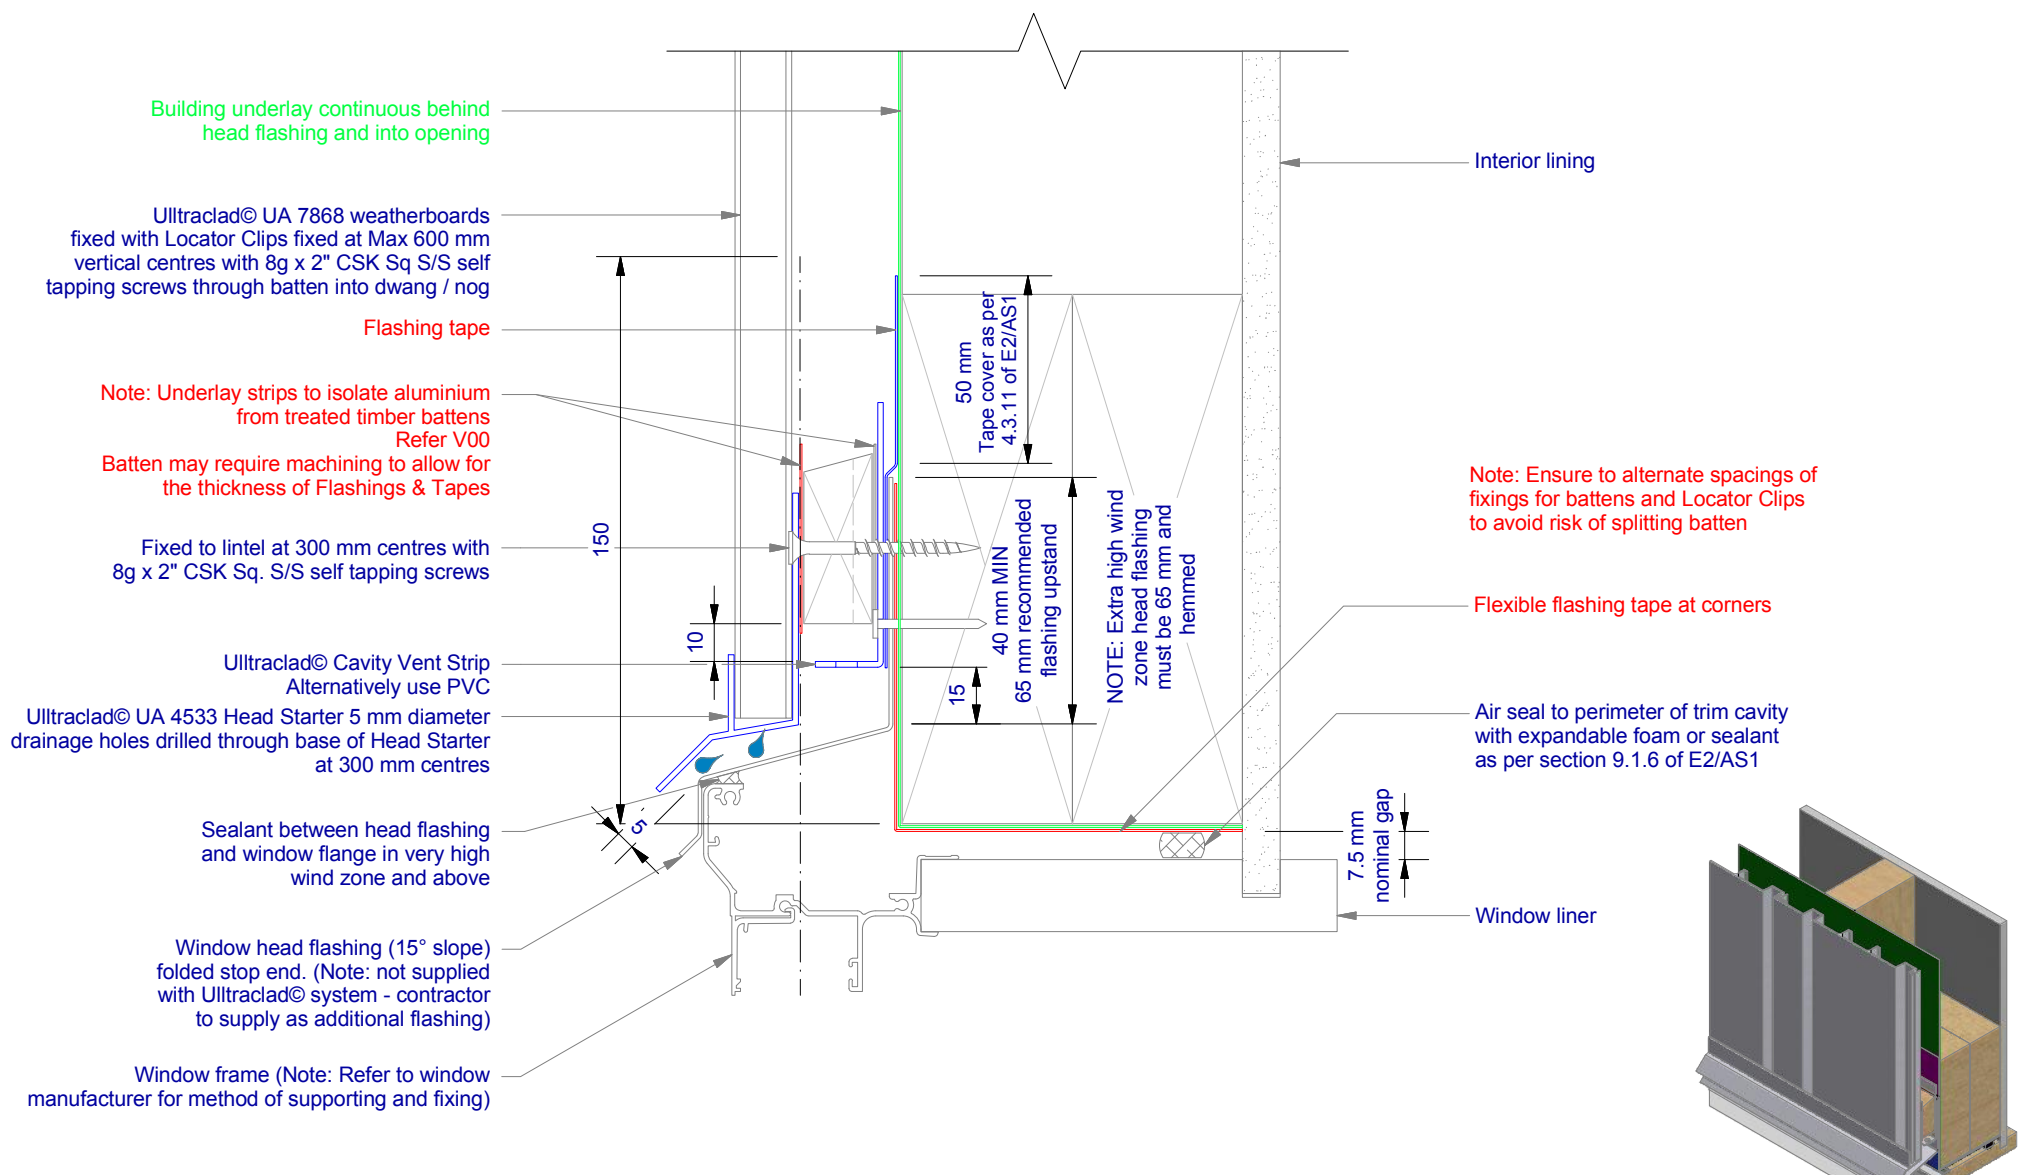 Building underlay continuous behind
head flashing and into opening
Ulltraclad© UA 7868 weatherboards
fixed with Locator Clips fixed at Max 600 mm
vertical centres with 8g x 2" CSK Sq S/S self
tapping screws through batten into dwang / nog
Flashing tape
Note: Underlay strips to isolate aluminium
from treated timber battens
Refer V00
Batten may require machining to allow for
the thickness of Flashings & Tapes
Fixed to lintel at 300 mm centres with
8g x 2" CSK Sq. S/S self tapping screws
Ulltraclad© Cavity Vent Strip
Alternatively use PVC
Ulltraclad© UA 4533 Head Starter 5 mm diameter
drainage holes drilled through base of Head Starter
at 300 mm centres
Sealant between head flashing
and window flange in very high
wind zone and above
Window head flashing (15° slope)
folded stop end. (Note: not supplied
with Ulltraclad© system - contractor
to supply as additional flashing)
Window frame (Note: Refer to window
manufacturer for method of supporting and fixing)
150
10
5
15
50 mm
Tape cover as per
4.3.11 of E2/AS1
40 mm MIN
65 mm recommended
flashing upstand
NOTE: Extra high wind
zone head flashing
must be 65 mm and
hemmed
7.5 mm
nominal gap
Interior lining
Note: Ensure to alternate spacings of
fixings for battens and Locator Clips
to avoid risk of splitting batten
Flexible flashing tape at corners
Air seal to perimeter of trim cavity
with expandable foam or sealant
as per section 9.1.6 of E2/AS1
Window liner